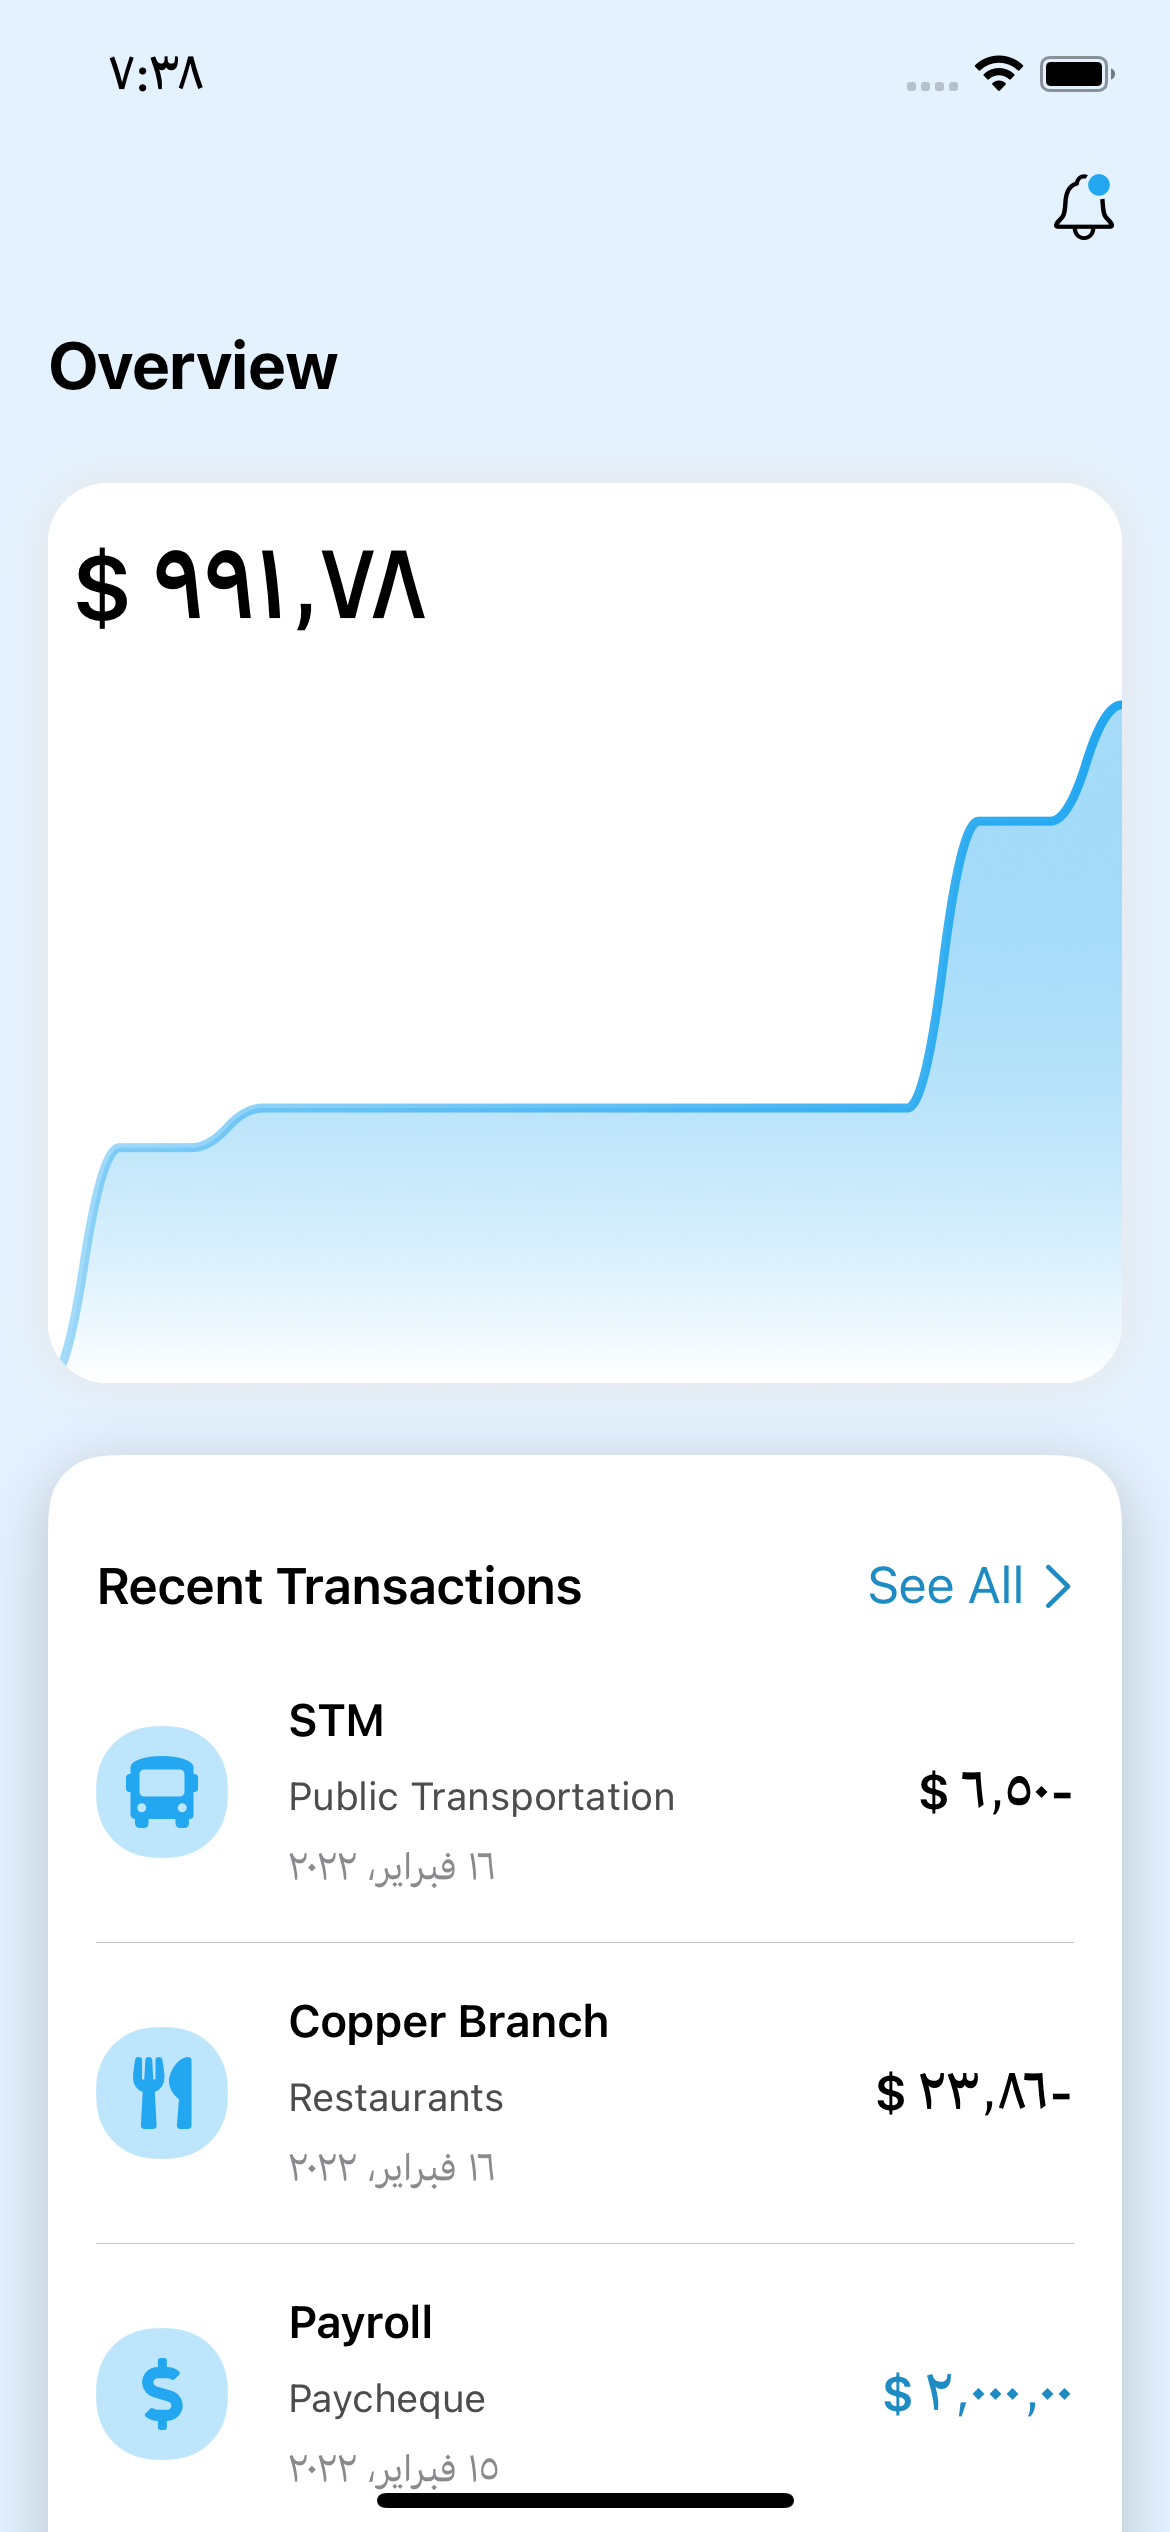 ٧:٣٨
Overview
$ ٩٩١,٧٨
Recent Transactions
See All
STM
Public Transportation
$ ٦,٥٠-
١٦ فبراير، ٢٠٢٢
Copper Branch
Restaurants
$ ٢٣,٨٦-
١٦ فبراير، ٢٠٢٢
Payroll
Paycheque
$ ٢,٠٠٠,٠٠
١٥ فبراير، ٢٠٢٢